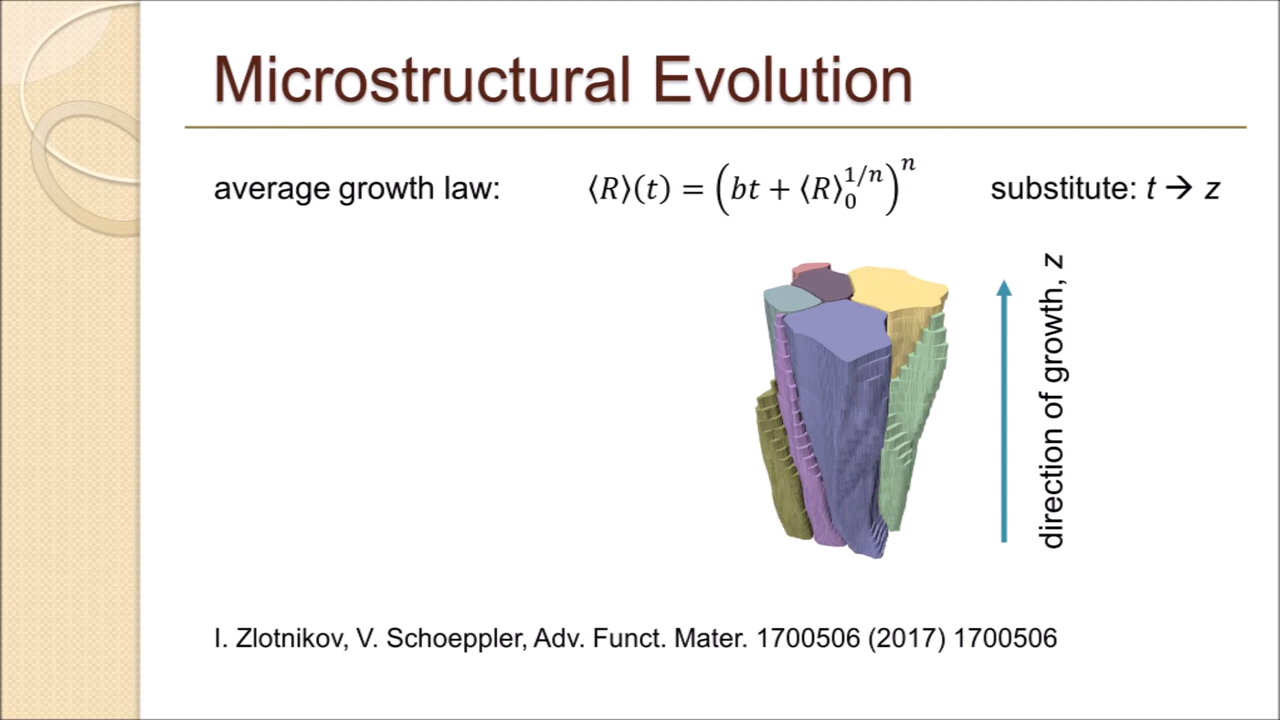 Microstructural Evolution
average growth law: ⟨R⟩(t) = (bt + ⟨R⟩₀^{1/n})^n substitute: t → z
direction of growth, z
I. Zlotnikov, V. Schoeppler, Adv. Funct. Mater. 1700506 (2017) 1700506